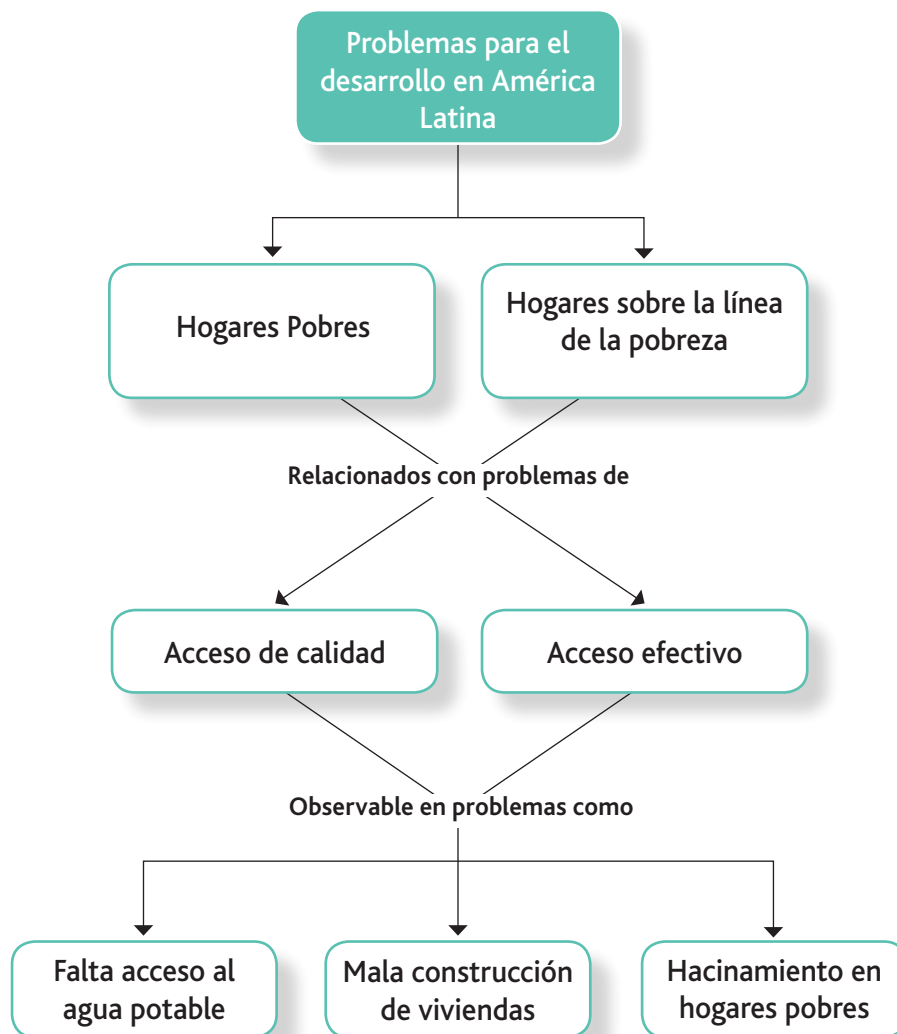 Problemas para el
desarrollo en América
Latina
Hogares Pobres
Hogares sobre la línea
de la pobreza
Relacionados con problemas de
Acceso de calidad
Acceso efectivo
Observable en problemas como
Falta acceso al
agua potable
Mala construcción
de viviendas
Hacinamiento en
hogares pobres